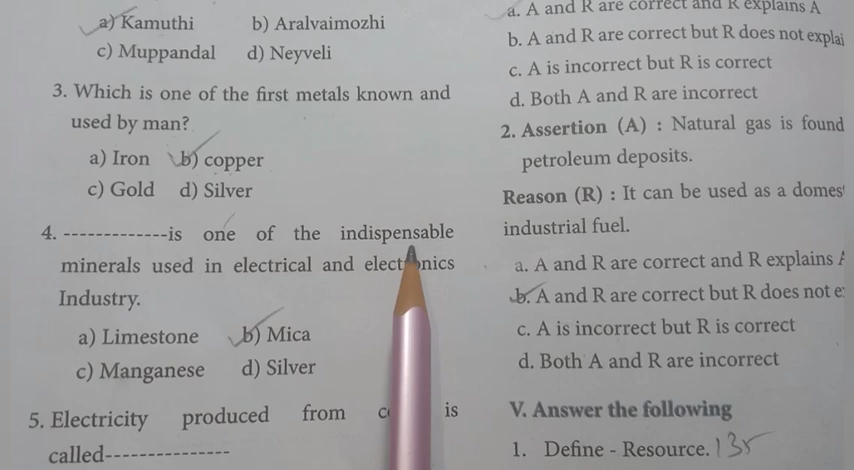 a) Kamuthi b) Aralvaimozhi
c) Muppandal d) Neyveli
3. Which is one of the first metals known and
used by man?
a) Iron b) copper
c) Gold d) Silver
4. -------------is one of the indispensable
minerals used in electrical and electronics
Industry.
a) Limestone b) Mica
c) Manganese d) Silver
5. Electricity produced from is
called---------------
a. A and R are correct and R explains A
b. A and R are correct but R does not explai
c. A is incorrect but R is correct
d. Both A and R are incorrect
2. Assertion (A) : Natural gas is found
petroleum deposits.
Reason (R) : It can be used as a domes
industrial fuel.
a. A and R are correct and R explains A
b. A and R are correct but R does not e
c. A is incorrect but R is correct
d. Both A and R are incorrect
V. Answer the following
1. Define - Resource.